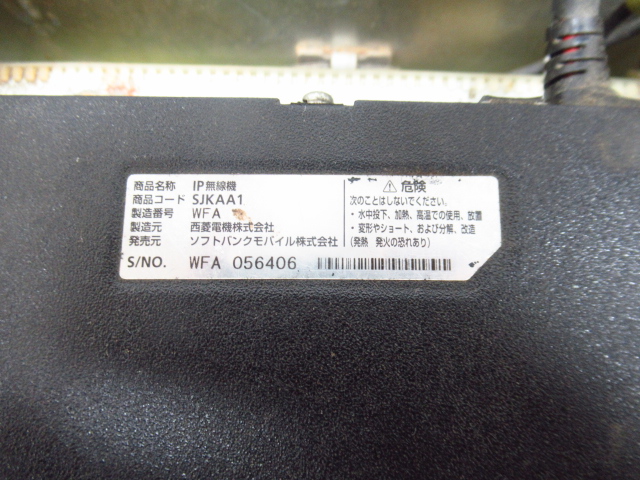 商品名称 IP無線機
商品コード SJKAA1
製造番号 WFA
製造元 西菱電機株式会社
発売元 ソフトバンクモバイル株式会社
S/NO. WFA 056406
⚠ 危険
次のことはしないでください。
・水中投下、加熱、高温での使用、放置
・変形やショート、および分解、改造
(発熱 発火の恐れあり)